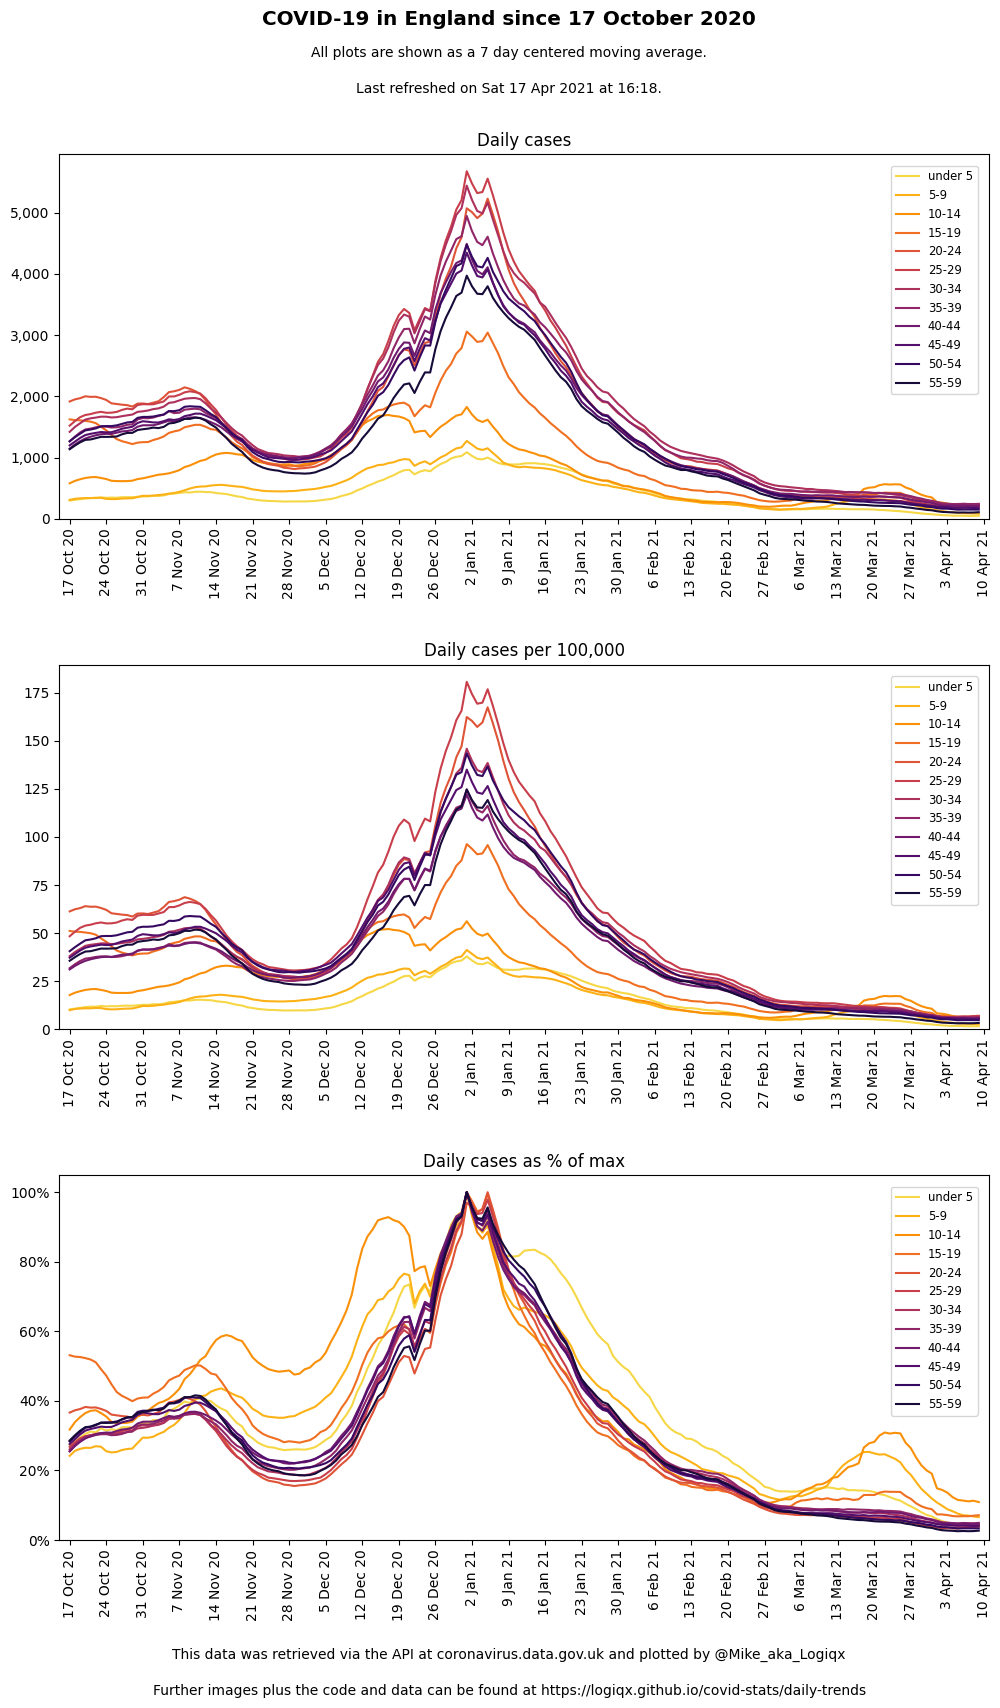 COVID-19 in England since 17 October 2020
All plots are shown as a 7 day centered moving average.
Last refreshed on Sat 17 Apr 2021 at 16:18.
Daily cases
5,000
4,000
3,000
2,000
1,000
0
under 5
5-9
10-14
15-19
20-24
25-29
30-34
35-39
40-44
45-49
50-54
55-59
17 Oct 20
24 Oct 20
31 Oct 20
7 Nov 20
14 Nov 20
21 Nov 20
28 Nov 20
5 Dec 20
12 Dec 20
19 Dec 20
26 Dec 20
2 Jan 21
9 Jan 21
16 Jan 21
23 Jan 21
30 Jan 21
6 Feb 21
13 Feb 21
20 Feb 21
27 Feb 21
6 Mar 21
13 Mar 21
20 Mar 21
27 Mar 21
3 Apr 21
10 Apr 21
Daily cases per 100,000
175
150
125
100
75
50
25
0
under 5
5-9
10-14
15-19
20-24
25-29
30-34
35-39
40-44
45-49
50-54
55-59
17 Oct 20
24 Oct 20
31 Oct 20
7 Nov 20
14 Nov 20
21 Nov 20
28 Nov 20
5 Dec 20
12 Dec 20
19 Dec 20
26 Dec 20
2 Jan 21
9 Jan 21
16 Jan 21
23 Jan 21
30 Jan 21
6 Feb 21
13 Feb 21
20 Feb 21
27 Feb 21
6 Mar 21
13 Mar 21
20 Mar 21
27 Mar 21
3 Apr 21
10 Apr 21
Daily cases as % of max
100%
80%
60%
40%
20%
0%
under 5
5-9
10-14
15-19
20-24
25-29
30-34
35-39
40-44
45-49
50-54
55-59
17 Oct 20
24 Oct 20
31 Oct 20
7 Nov 20
14 Nov 20
21 Nov 20
28 Nov 20
5 Dec 20
12 Dec 20
19 Dec 20
26 Dec 20
2 Jan 21
9 Jan 21
16 Jan 21
23 Jan 21
30 Jan 21
6 Feb 21
13 Feb 21
20 Feb 21
27 Feb 21
6 Mar 21
13 Mar 21
20 Mar 21
27 Mar 21
3 Apr 21
10 Apr 21
This data was retrieved via the API at coronavirus.data.gov.uk and plotted by @Mike_aka_Logiqx
Further images plus the code and data can be found at https://logiqx.github.io/covid-stats/daily-trends